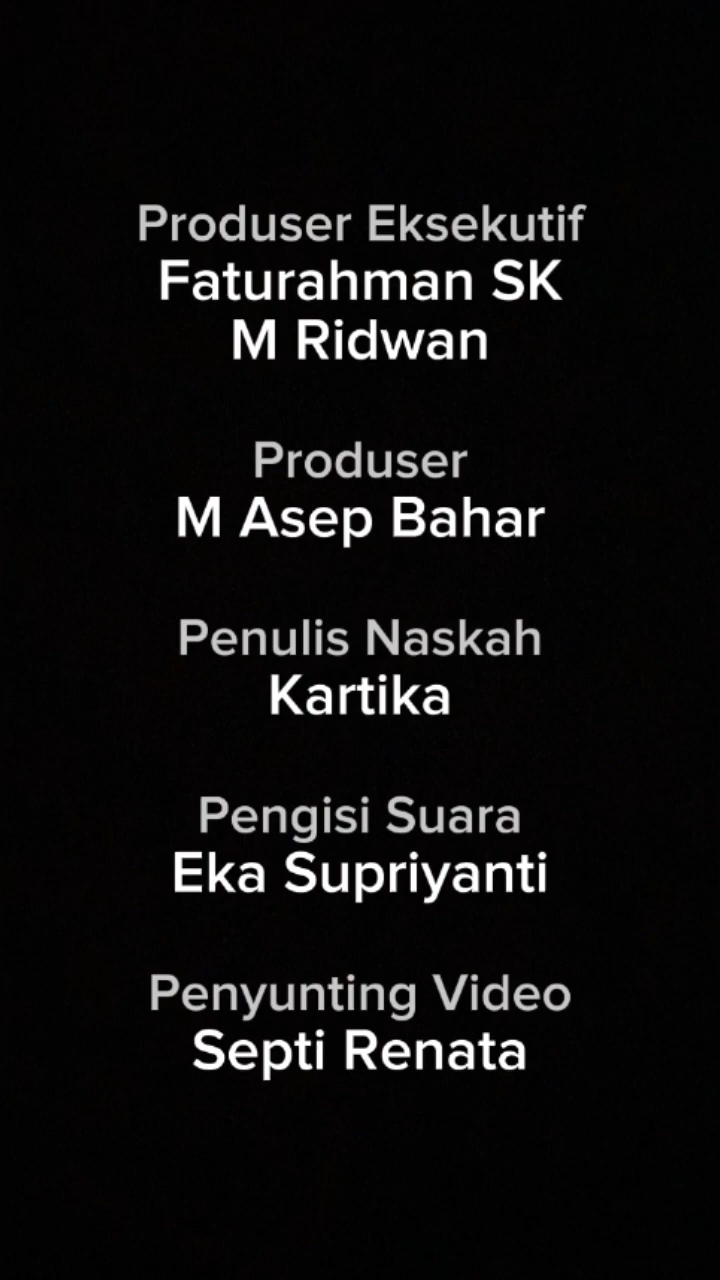 Produser Eksekutif
Faturahman SK
M Ridwan
Produser
M Asep Bahar
Penulis Naskah
Kartika
Pengisi Suara
Eka Supriyanti
Penyunting Video
Septi Renata